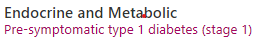 Endocrine and Metabolic
Pre-symptomatic type 1 diabetes (stage 1)